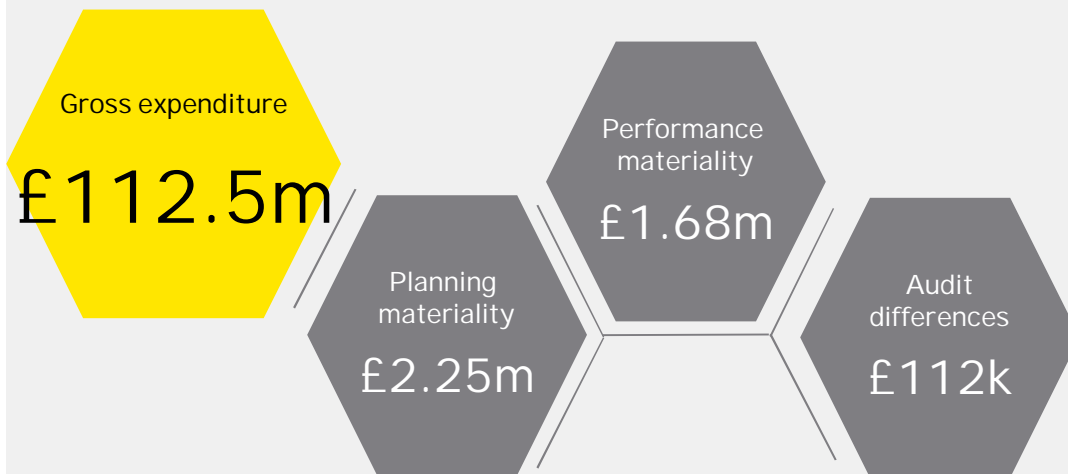 Gross expenditure
£112.5m
Planning
materiality
£2.25m
Performance
materiality
£1.68m
Audit
differences
£112k